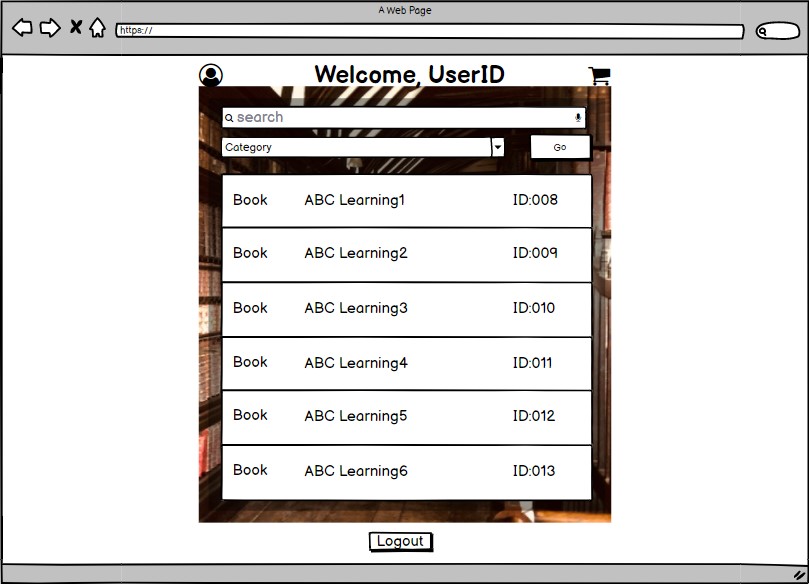 A Web Page
https://
Welcome, UserID
search
Category
Go
Book ABC Learning1 ID:008
Book ABC Learning2 ID:009
Book ABC Learning3 ID:010
Book ABC Learning4 ID:011
Book ABC Learning5 ID:012
Book ABC Learning6 ID:013
Logout